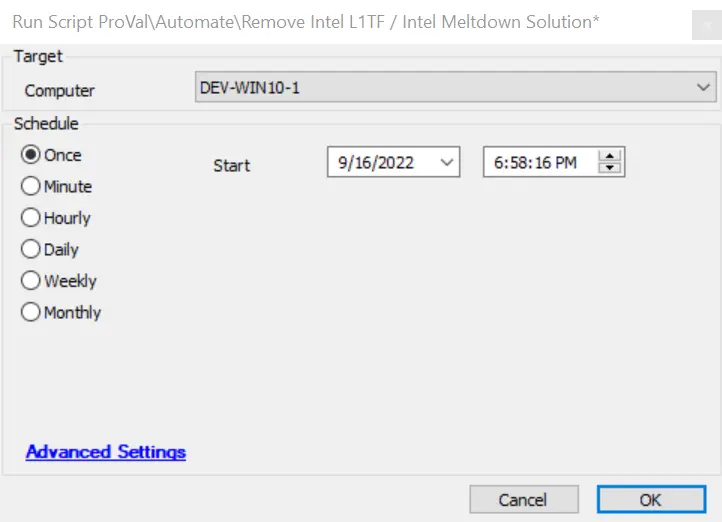 Run Script ProVal\Automate\Remove Intel L1TF / Intel Meltdown Solution*
Target
Computer DEV-WIN10-1
Schedule
Once Start 9/16/2022 6:58:16 PM
Minute
Hourly
Daily
Weekly
Monthly
Advanced Settings
Cancel OK